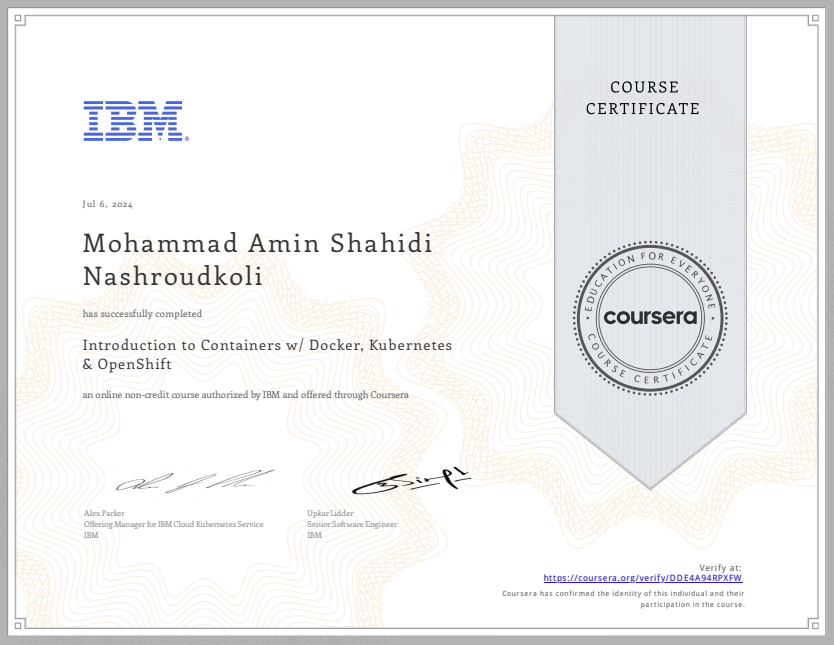 IBM
COURSE
CERTIFICATE
Jul 6, 2024
Mohammad Amin Shahidi
Nashroudkoli
has successfully completed
Introduction to Containers w/ Docker, Kubernetes
& OpenShift
an online non-credit course authorized by IBM and offered through Coursera
EDUCATION FOR EVERYONE
coursera
COURSE CERTIFICATE
Alex Parker
Offering Manager for IBM Cloud Kubernetes Service
IBM
Upkar Lidder
Senior Software Engineer
IBM
Verify at:
https://coursera.org/verify/DDE4A94RPXFW
Coursera has confirmed the identity of this individual and their
participation in the course.